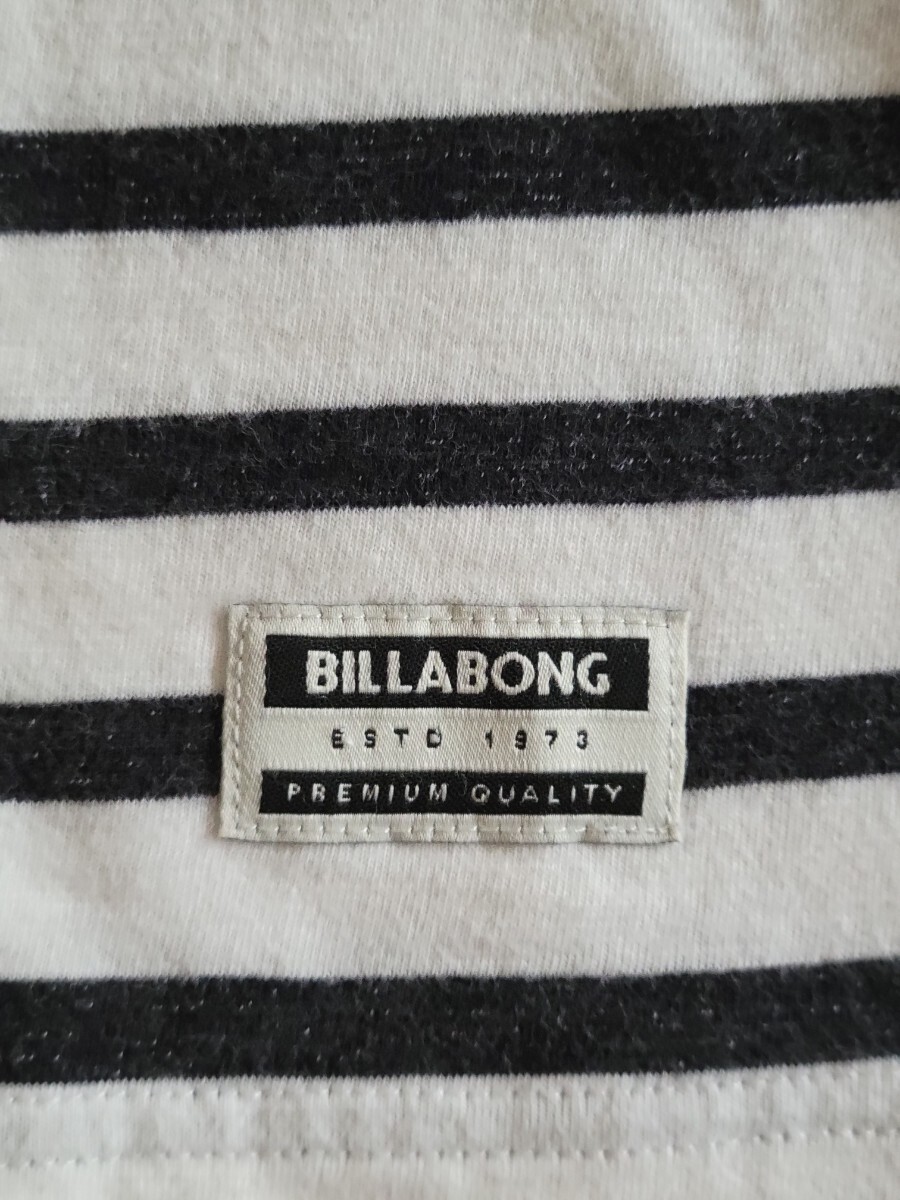 BILLABONG
ESTD 1973
PREMIUM QUALITY